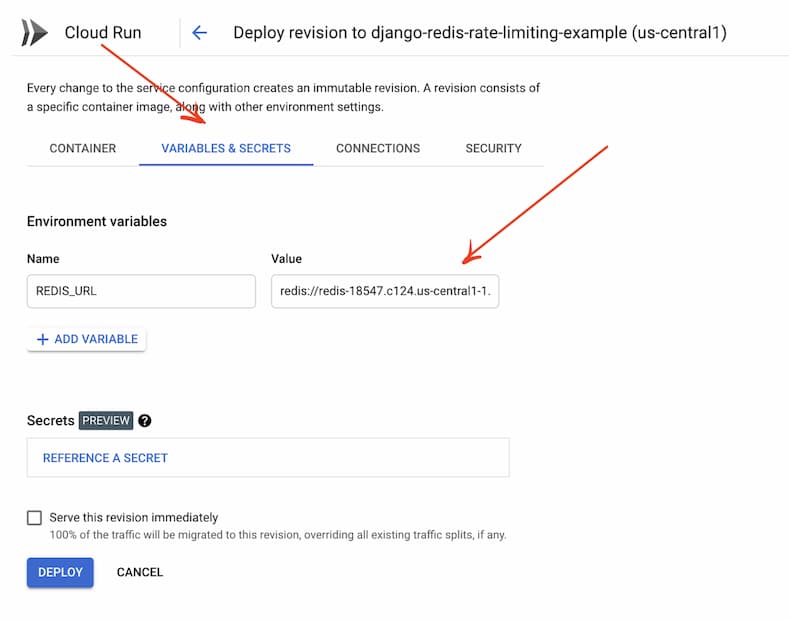 Cloud Run
Deploy revision to django-redis-rate-limiting-example (us-central1)
Every change to the service configuration creates an immutable revision. A revision consists of
a specific container image, along with other environment settings.
CONTAINER VARIABLES & SECRETS CONNECTIONS SECURITY
Environment variables
Name Value
REDIS_URL redis://redis-18547.c124.us-central1-1.
+ ADD VARIABLE
Secrets PREVIEW ?
REFERENCE A SECRET
Serve this revision immediately
100% of the traffic will be migrated to this revision, overriding all existing traffic splits, if any.
DEPLOY CANCEL